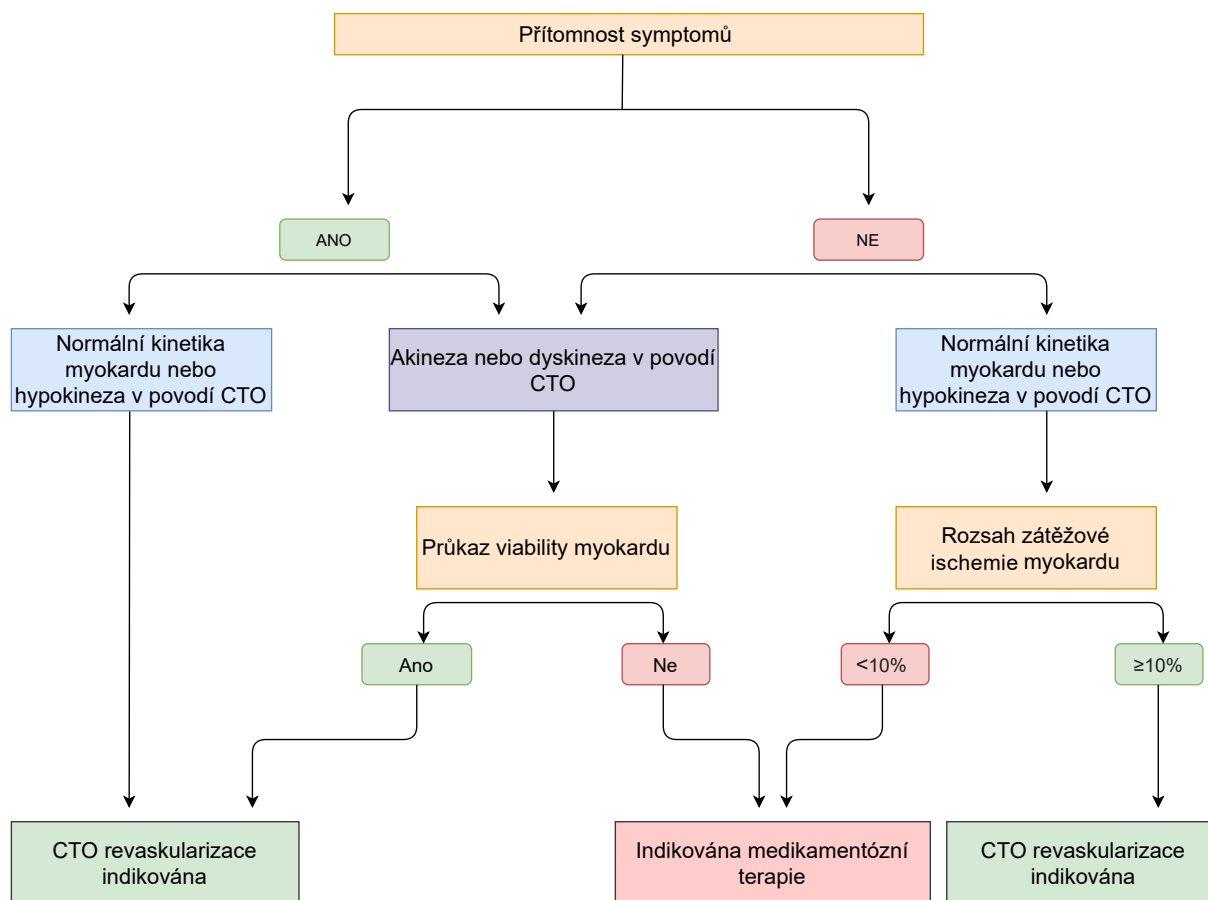 Přítomnost symptomů
ANO
NE
Normální kinetika
myokardu nebo
hypokineza v povodí CTO
Akineza nebo dyskineza v povodí
CTO
Normální kinetika
myokardu nebo
hypokineza v povodí CTO
Průkaz viability myokardu
Rozsah zátěžové
ischemie myokardu
Ano
Ne
<10%
≥10%
CTO revaskularizace
indikována
Indikována medikamentózní
terapie
CTO revaskularizace
indikována